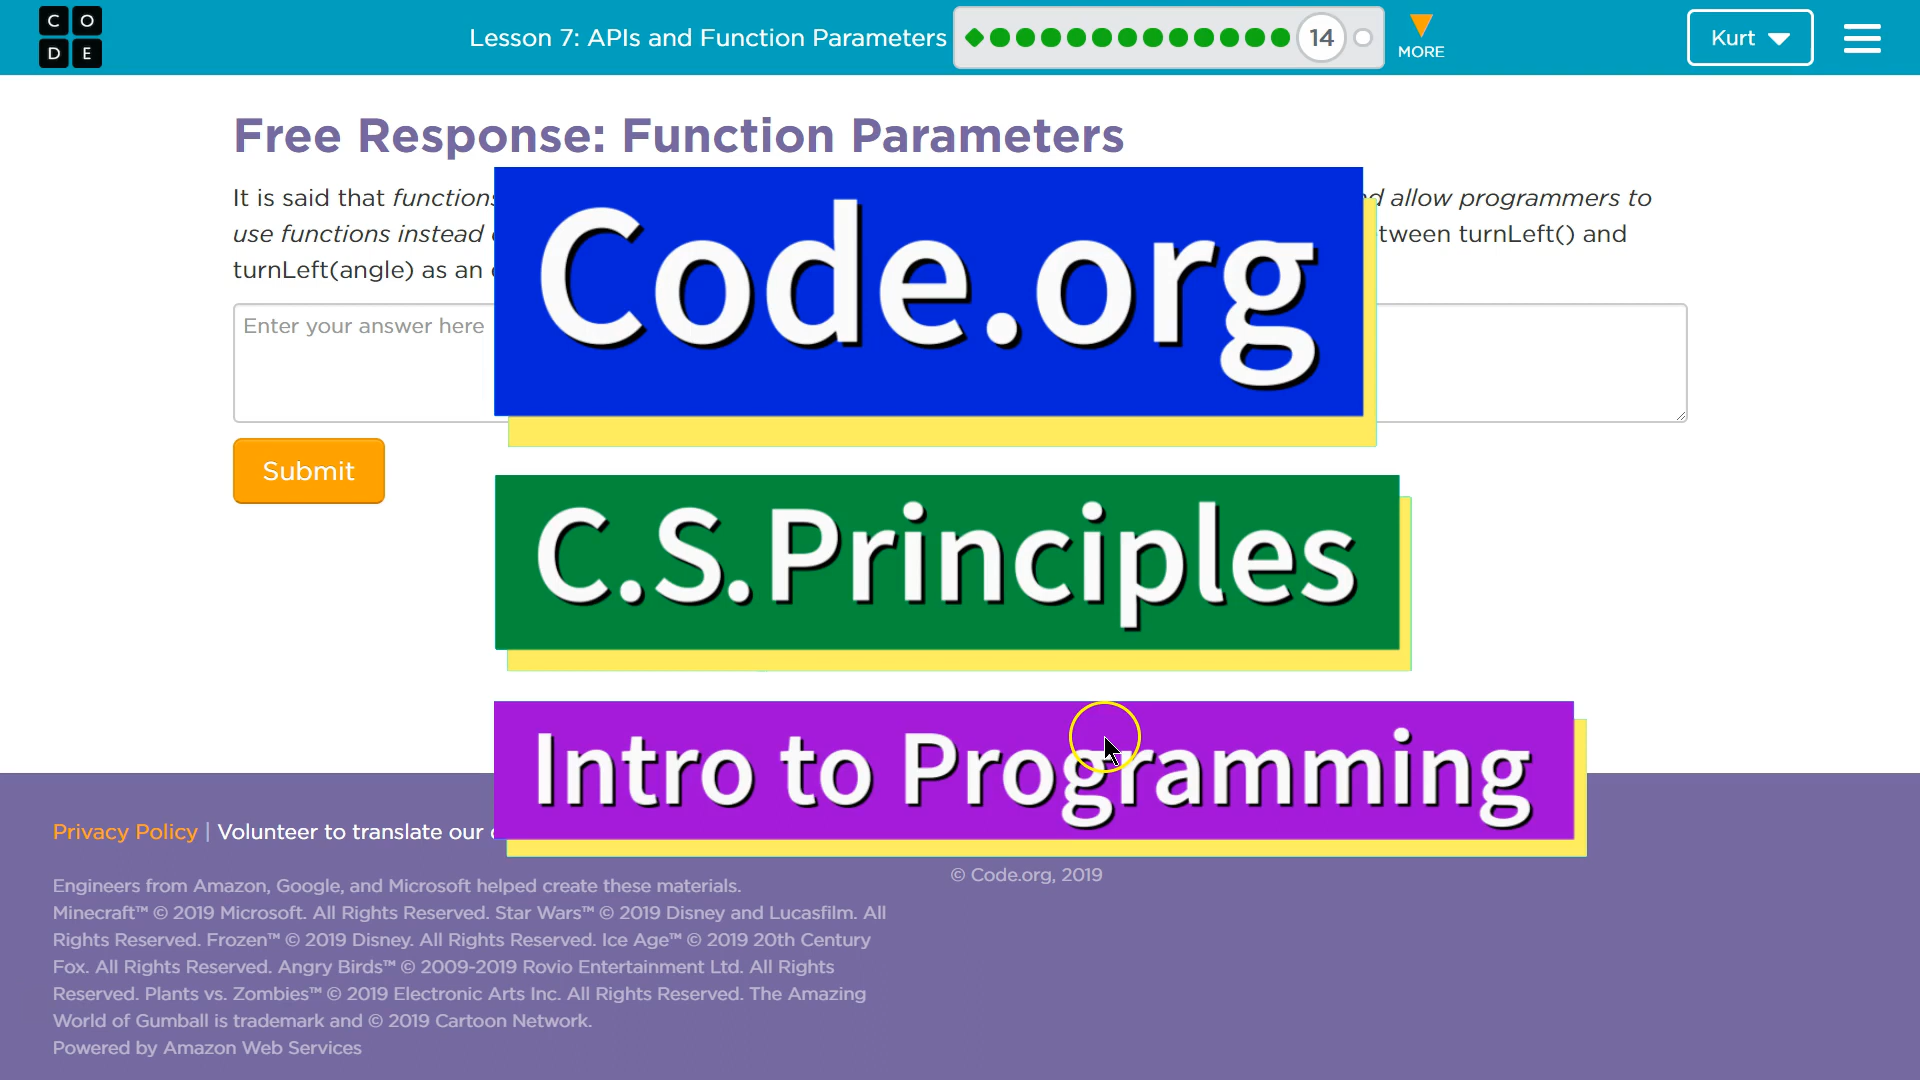 C O
D E
Lesson 7: APIs and Function Parameters
14
MORE
Kurt
Free Response: Function Parameters
It is said that functions
d allow programmers to
use functions instead
tween turnLeft() and
turnLeft(angle) as an
Enter your answer here
Submit
Code.org
C.S.Principles
Intro to Programming
Privacy Policy | Volunteer to translate our
© Code.org, 2019
Engineers from Amazon, Google, and Microsoft helped create these materials.
Minecraft™ © 2019 Microsoft. All Rights Reserved. Star Wars™ © 2019 Disney and Lucasfilm. All
Rights Reserved. Frozen™ © 2019 Disney. All Rights Reserved. Ice Age™ © 2019 20th Century
Fox. All Rights Reserved. Angry Birds™ © 2009-2019 Rovio Entertainment Ltd. All Rights
Reserved. Plants vs. Zombies™ © 2019 Electronic Arts Inc. All Rights Reserved. The Amazing
World of Gumball is trademark and © 2019 Cartoon Network.
Powered by Amazon Web Services